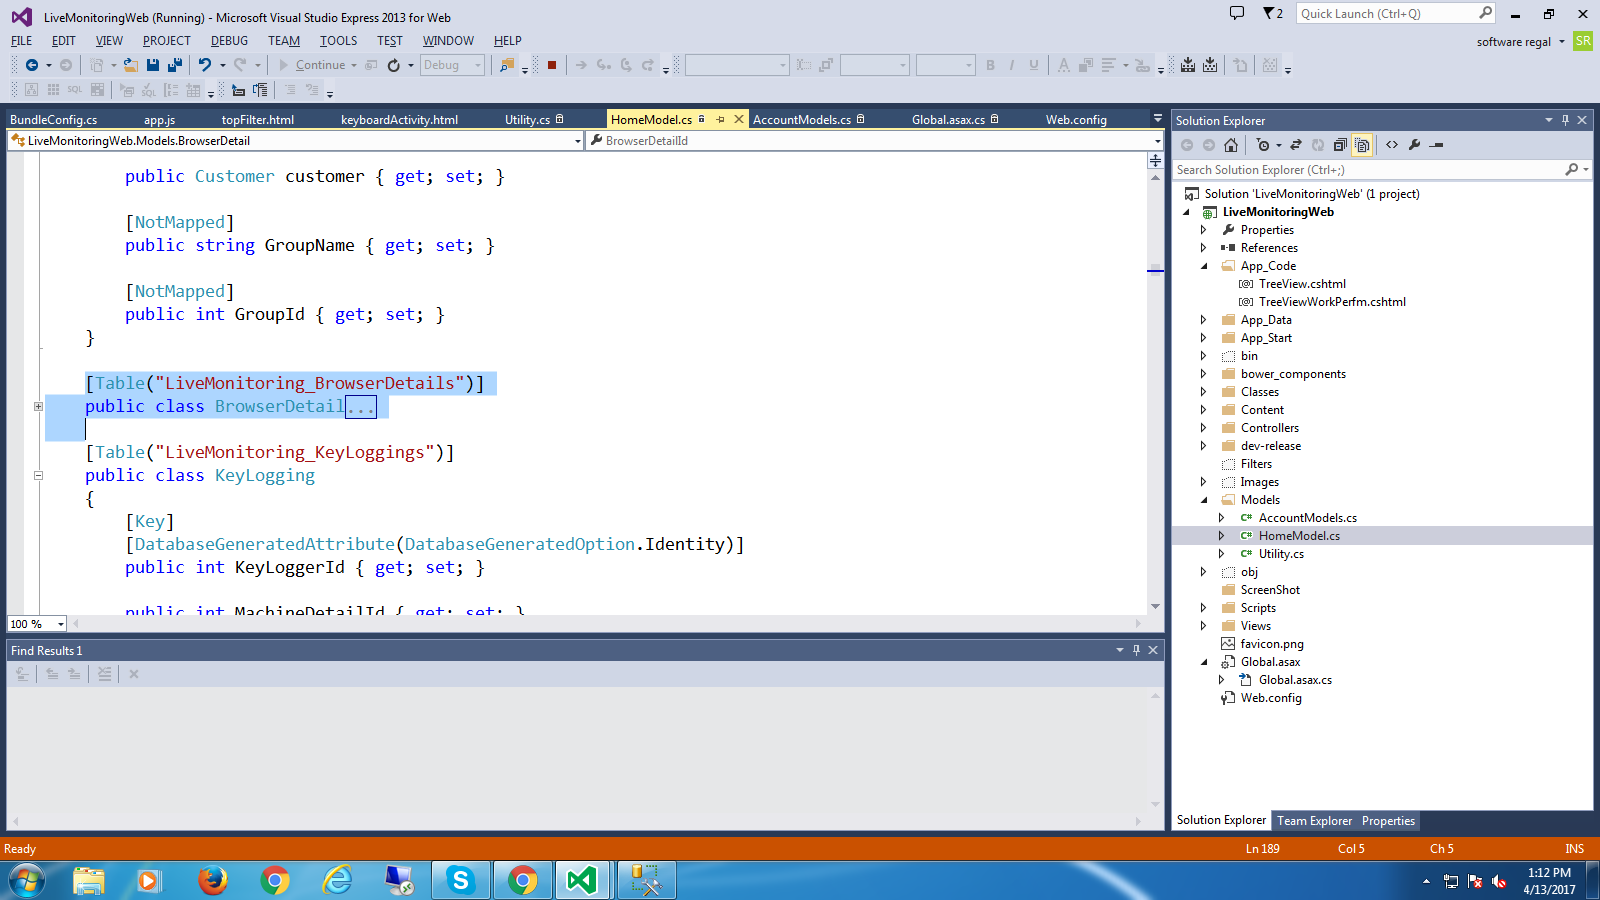 LiveMonitoringWeb (Running) - Microsoft Visual Studio Express 2013 for Web
2
Quick Launch (Ctrl+Q)
FILE EDIT VIEW PROJECT DEBUG TEAM TOOLS TEST WINDOW HELP
software regal
SR
Continue
Debug
B I U A
SQL SQL
BundleConfig.cs app.js topFilter.html keyboardActivity.html Utility.cs HomeModel.cs AccountModels.cs Global.asax.cs Web.config
LiveMonitoringWeb.Models.BrowserDetail
BrowserDetailId
public Customer customer { get; set; }
[NotMapped]
public string GroupName { get; set; }
[NotMapped]
public int GroupId { get; set; }
}
[Table("LiveMonitoring_BrowserDetails")]
public class BrowserDetail...
[Table("LiveMonitoring_KeyLoggings")]
public class KeyLogging
{
[Key]
[DatabaseGeneratedAttribute(DatabaseGeneratedOption.Identity)]
public int KeyLoggerId { get; set; }
public int MachineDetailId { get; set; }
100 %
Find Results 1
Solution Explorer
Search Solution Explorer (Ctrl+;)
Solution 'LiveMonitoringWeb' (1 project)
LiveMonitoringWeb
Properties
References
App_Code
TreeView.cshtml
TreeViewWorkPerfm.cshtml
App_Data
App_Start
bin
bower_components
Classes
Content
Controllers
dev-release
Filters
Images
Models
C# AccountModels.cs
C# HomeModel.cs
C# Utility.cs
obj
ScreenShot
Scripts
Views
favicon.png
Global.asax
Global.asax.cs
Web.config
Solution Explorer Team Explorer Properties
Ready
Ln 189 Col 5 Ch 5 INS
1:12 PM
4/13/2017